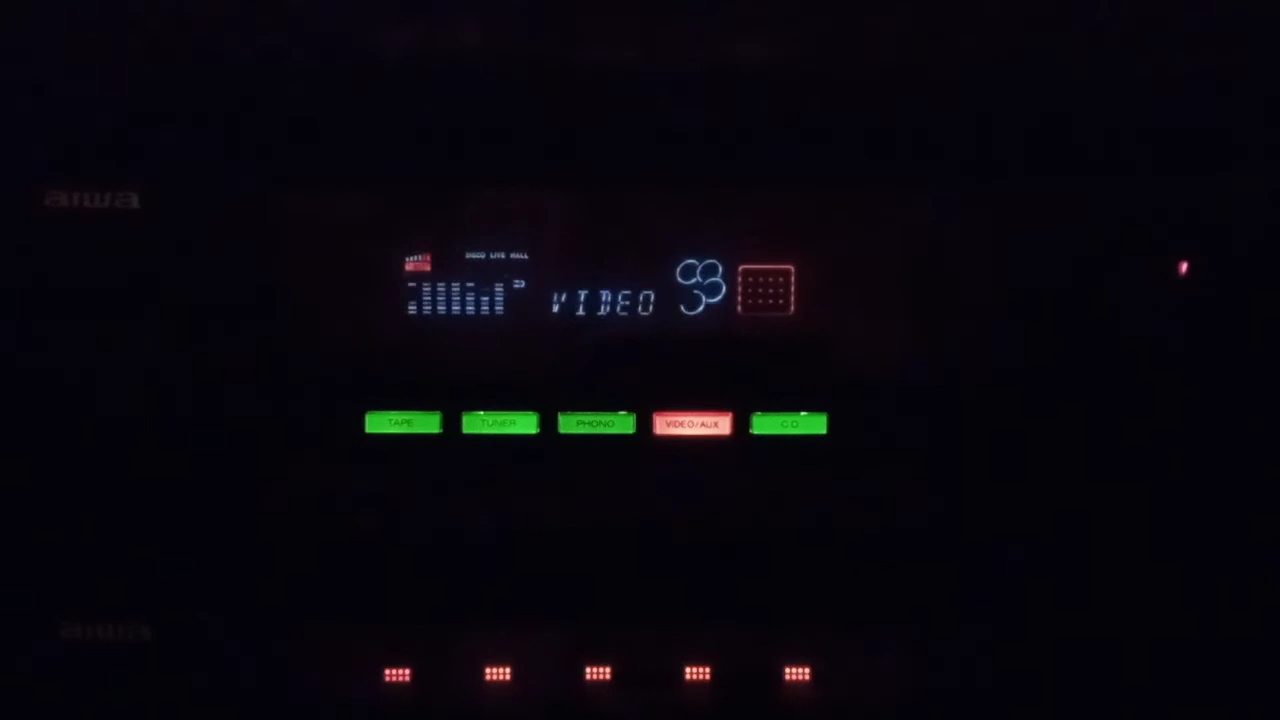 aiwa
DISCO LIVE HALL
VIDEO
TAPE TUNER PHONO VIDEO/AUX CD
aiwa